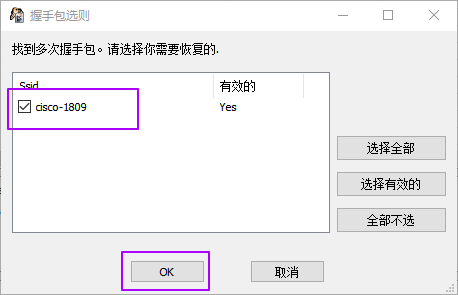 握手包选则
找到多次握手包。请选择你需要恢复的.
Ssid 有效的
cisco-1809 Yes
选择全部
选择有效的
全部不选
OK 取消